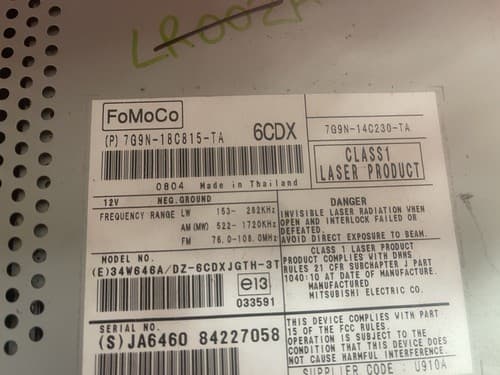 LR002
FoMoCo
(P) 7G9N-18C815-TA
6CDX
7G9N-14C230-TA
CLASS1
LASER PRODUCT
0804 Made in Thailand
12V NEG.GROUND
FREQUENCY RANGE LW 153- 282KHz
AM(MW) 522- 1720KHz
FM 76.0-108.0MHz
DANGER
INVISIBLE LASER RADIATION WHEN
OPEN AND INTERLOCK FAILED OR
DEFEATED.
AVOID DIRECT EXPOSURE TO BEAM.
MODEL NO.
(E)34W646A/DZ-6CDXJGTH-3T
e13
033591
CLASS 1 LASER PRODUCT
PRODUCT COMPLIES WITH DHHS
RULES 21 CFR SUBCHAPTER J PART
1040:10 AT DATE OF MANUFACTURE.
MANUFACTURED
MITSUBISHI ELECTRIC CO.
SERIAL NO.
(S)JA6460 84227058
THIS DEVICE COMPLIES WITH PART
15 OF THE FCC RULES.
OPERATION IS SUBJECT TO THE
CONDITION THAT THIS DEVICE DOES
NOT CAUSE HARMFUL INTERFERENCE.
SUPPLIER CODE : U910A